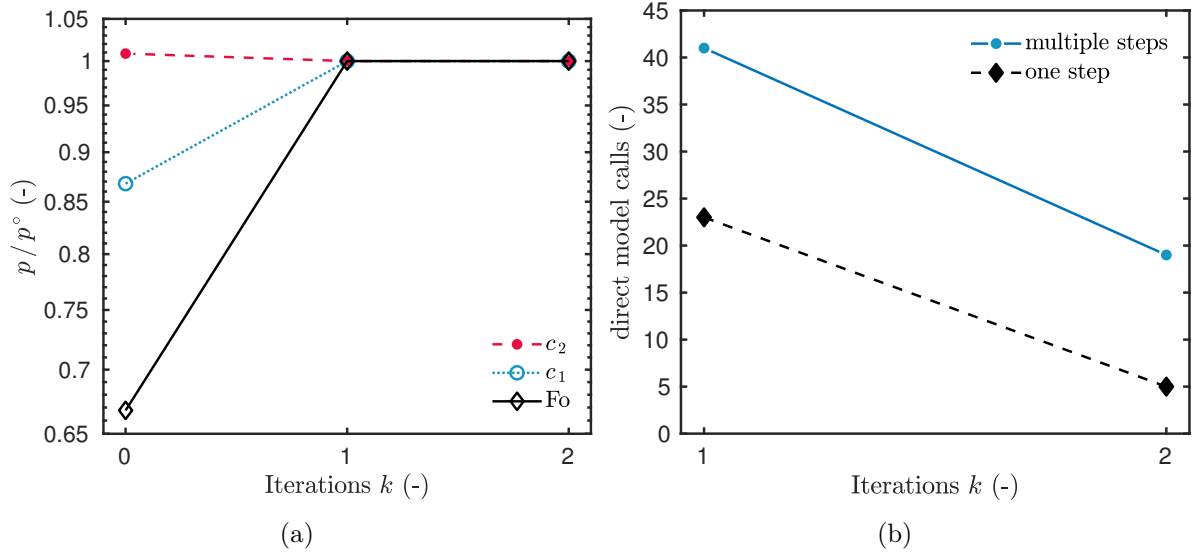 1.05
1
0.95
0.9
0.85
0.8
0.75
0.7
0.65
p / p° (-)
c₂
c₁
Fo
0 1 2
Iterations k (-)
(a)
45
40
35
30
25
20
15
10
5
0
direct model calls (-)
multiple steps
one step
1 2
Iterations k (-)
(b)